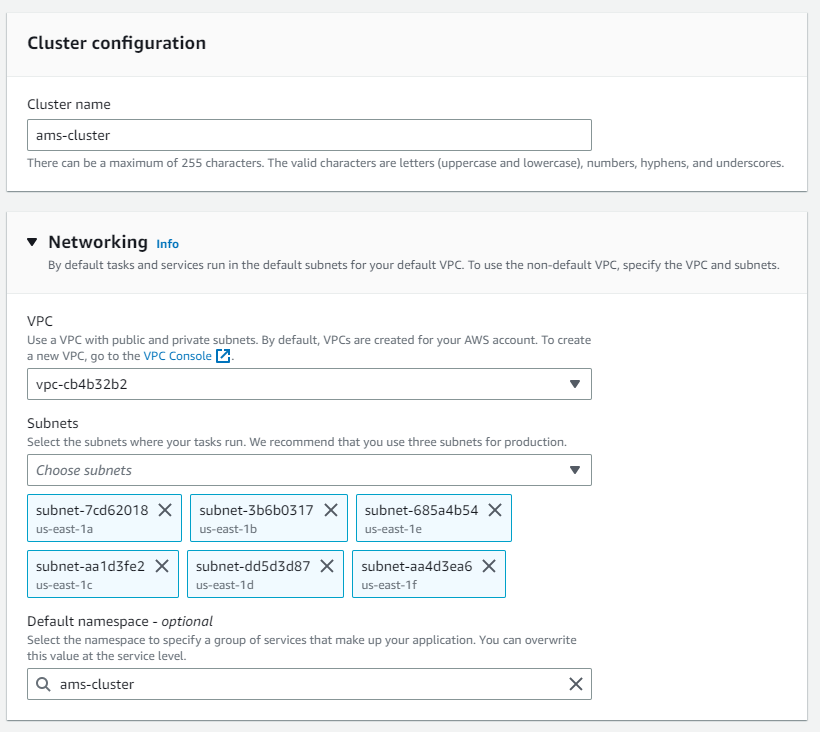 Cluster configuration
Cluster name
ams-cluster
There can be a maximum of 255 characters. The valid characters are letters (uppercase and lowercase), numbers, hyphens, and underscores.
Networking Info
By default tasks and services run in the default subnets for your default VPC. To use the non-default VPC, specify the VPC and subnets.
VPC
Use a VPC with public and private subnets. By default, VPCs are created for your AWS account. To create
a new VPC, go to the VPC Console.
vpc-cb4b32b2
Subnets
Select the subnets where your tasks run. We recommend that you use three subnets for production.
Choose subnets
subnet-7cd62018 subnet-3b6b0317 subnet-685a4b54
us-east-1a us-east-1b us-east-1e
subnet-aa1d3fe2 subnet-dd5d3d87 subnet-aa4d3ea6
us-east-1c us-east-1d us-east-1f
Default namespace - optional
Select the namespace to specify a group of services that make up your application. You can overwrite
this value at the service level.
ams-cluster